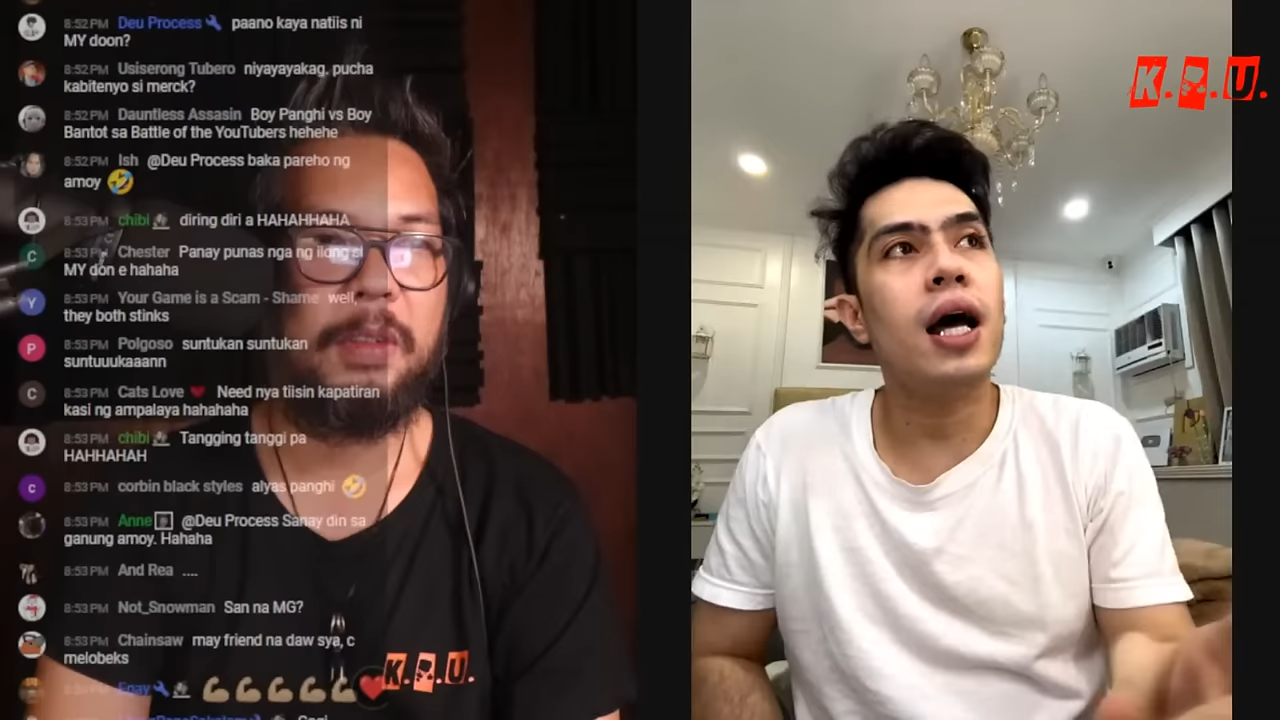 8:52 PM Deu Process paano kaya natiis ni
MY doon?
8:52 PM Usiserong Tubero niyayayakag, pucha
kabitenyo si merck?
8:52 PM Dauntless Assasin Boy Panghi vs Boy
Bantot sa Battle of the YouTubers hehehe
8:52 PM Ish @Deu Process baka pareho ng
amoy 🤣
8:53 PM chibi diring diri a HAHAHHAHA
C 8:53 PM Chester Panay punas nga ng ilong si
MY don e hahaha
Y 8:53 PM Your Game is a Scam - Shame well,
they both stinks
P 8:53 PM Polgoso suntukan suntukan
suntuuukaaann
C 8:53 PM Cats Love ❤ Need nya tiisin kapatiran
kasi ng ampalaya hahahaha
8:53 PM chibi Tangging tanggi pa
HAHHAHAH
c 8:53 PM corbin black styles alyas panghi 🤣
8:53 PM Anne @Deu Process Sanay din sa
ganung amoy. Hahaha
8:53 PM And Rea ....
8:53 PM Not_Snowman San na MG?
8:53 PM Chainsaw may friend na daw sya, c
melobeks
Egay 💪💪💪💪💪❤
K. .U.
K. .U.